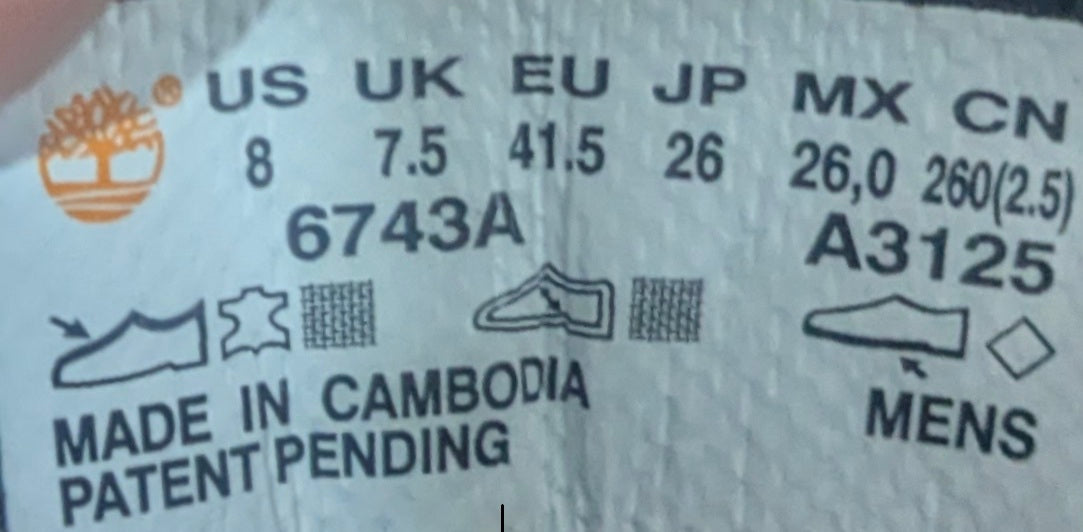 ® US UK EU JP MX CN
8 7.5 41.5 26 26,0 260(2.5)
6743A A3125
MADE IN CAMBODIA MENS
PATENT PENDING